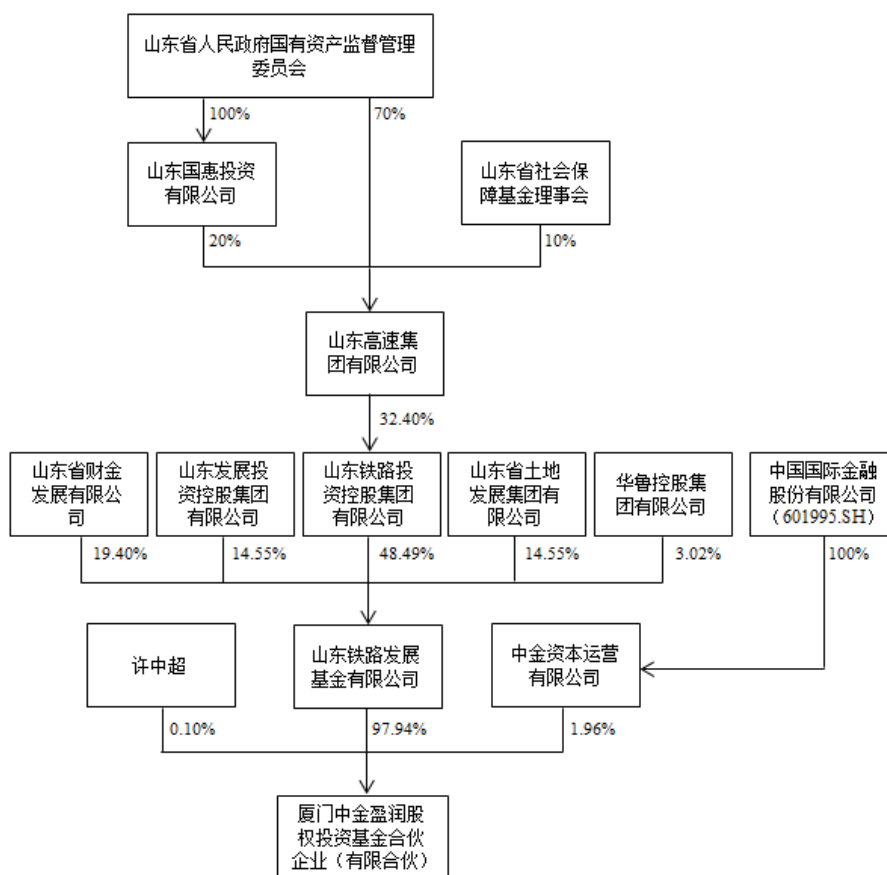 山东省人民政府国有资产监督管理
委员会
100%
70%
山东国惠投资
有限公司
山东省社会保
障基金理事会
20%
10%
山东高速集
团有限公司
32.40%
山东省财金
发展有限公
司
山东发展投
资控股集团
有限公司
山东铁路投
资控股集团
有限公司
山东省土地
发展集团有
限公司
华鲁控股集
团有限公司
中国国际金融
股份有限公司
（601995.SH）
19.40%
14.55%
48.49%
14.55%
3.02%
100%
许中超
山东铁路发展
基金有限公司
中金资本运营
有限公司
0.10%
97.94%
1.96%
厦门中金盈润股
权投资基金合伙
企业（有限合伙）